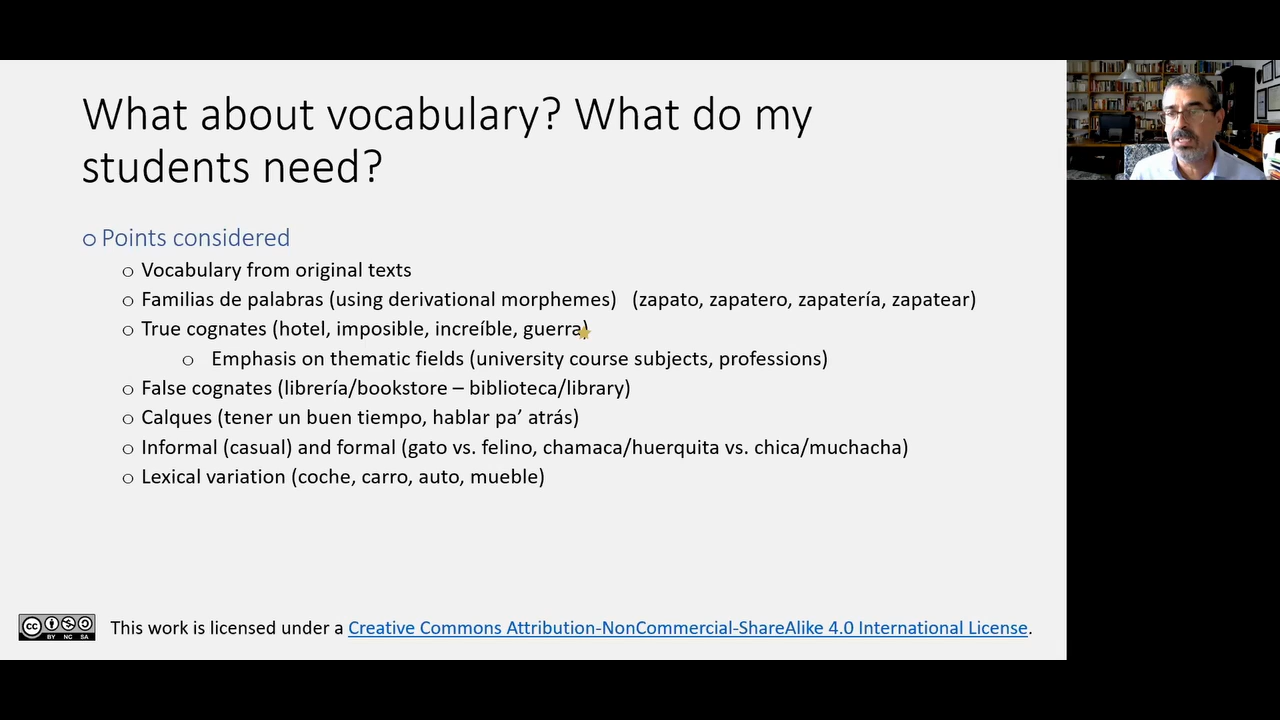 What about vocabulary? What do my
students need?
o Points considered
o Vocabulary from original texts
o Familias de palabras (using derivational morphemes) (zapato, zapatero, zapatería, zapatear)
o True cognates (hotel, imposible, increíble, guerra)
o Emphasis on thematic fields (university course subjects, professions)
o False cognates (librería/bookstore – biblioteca/library)
o Calques (tener un buen tiempo, hablar pa’ atrás)
o Informal (casual) and formal (gato vs. felino, chamaca/huerquita vs. chica/muchacha)
o Lexical variation (coche, carro, auto, mueble)
cc BY NC SA This work is licensed under a Creative Commons Attribution-NonCommercial-ShareAlike 4.0 International License.